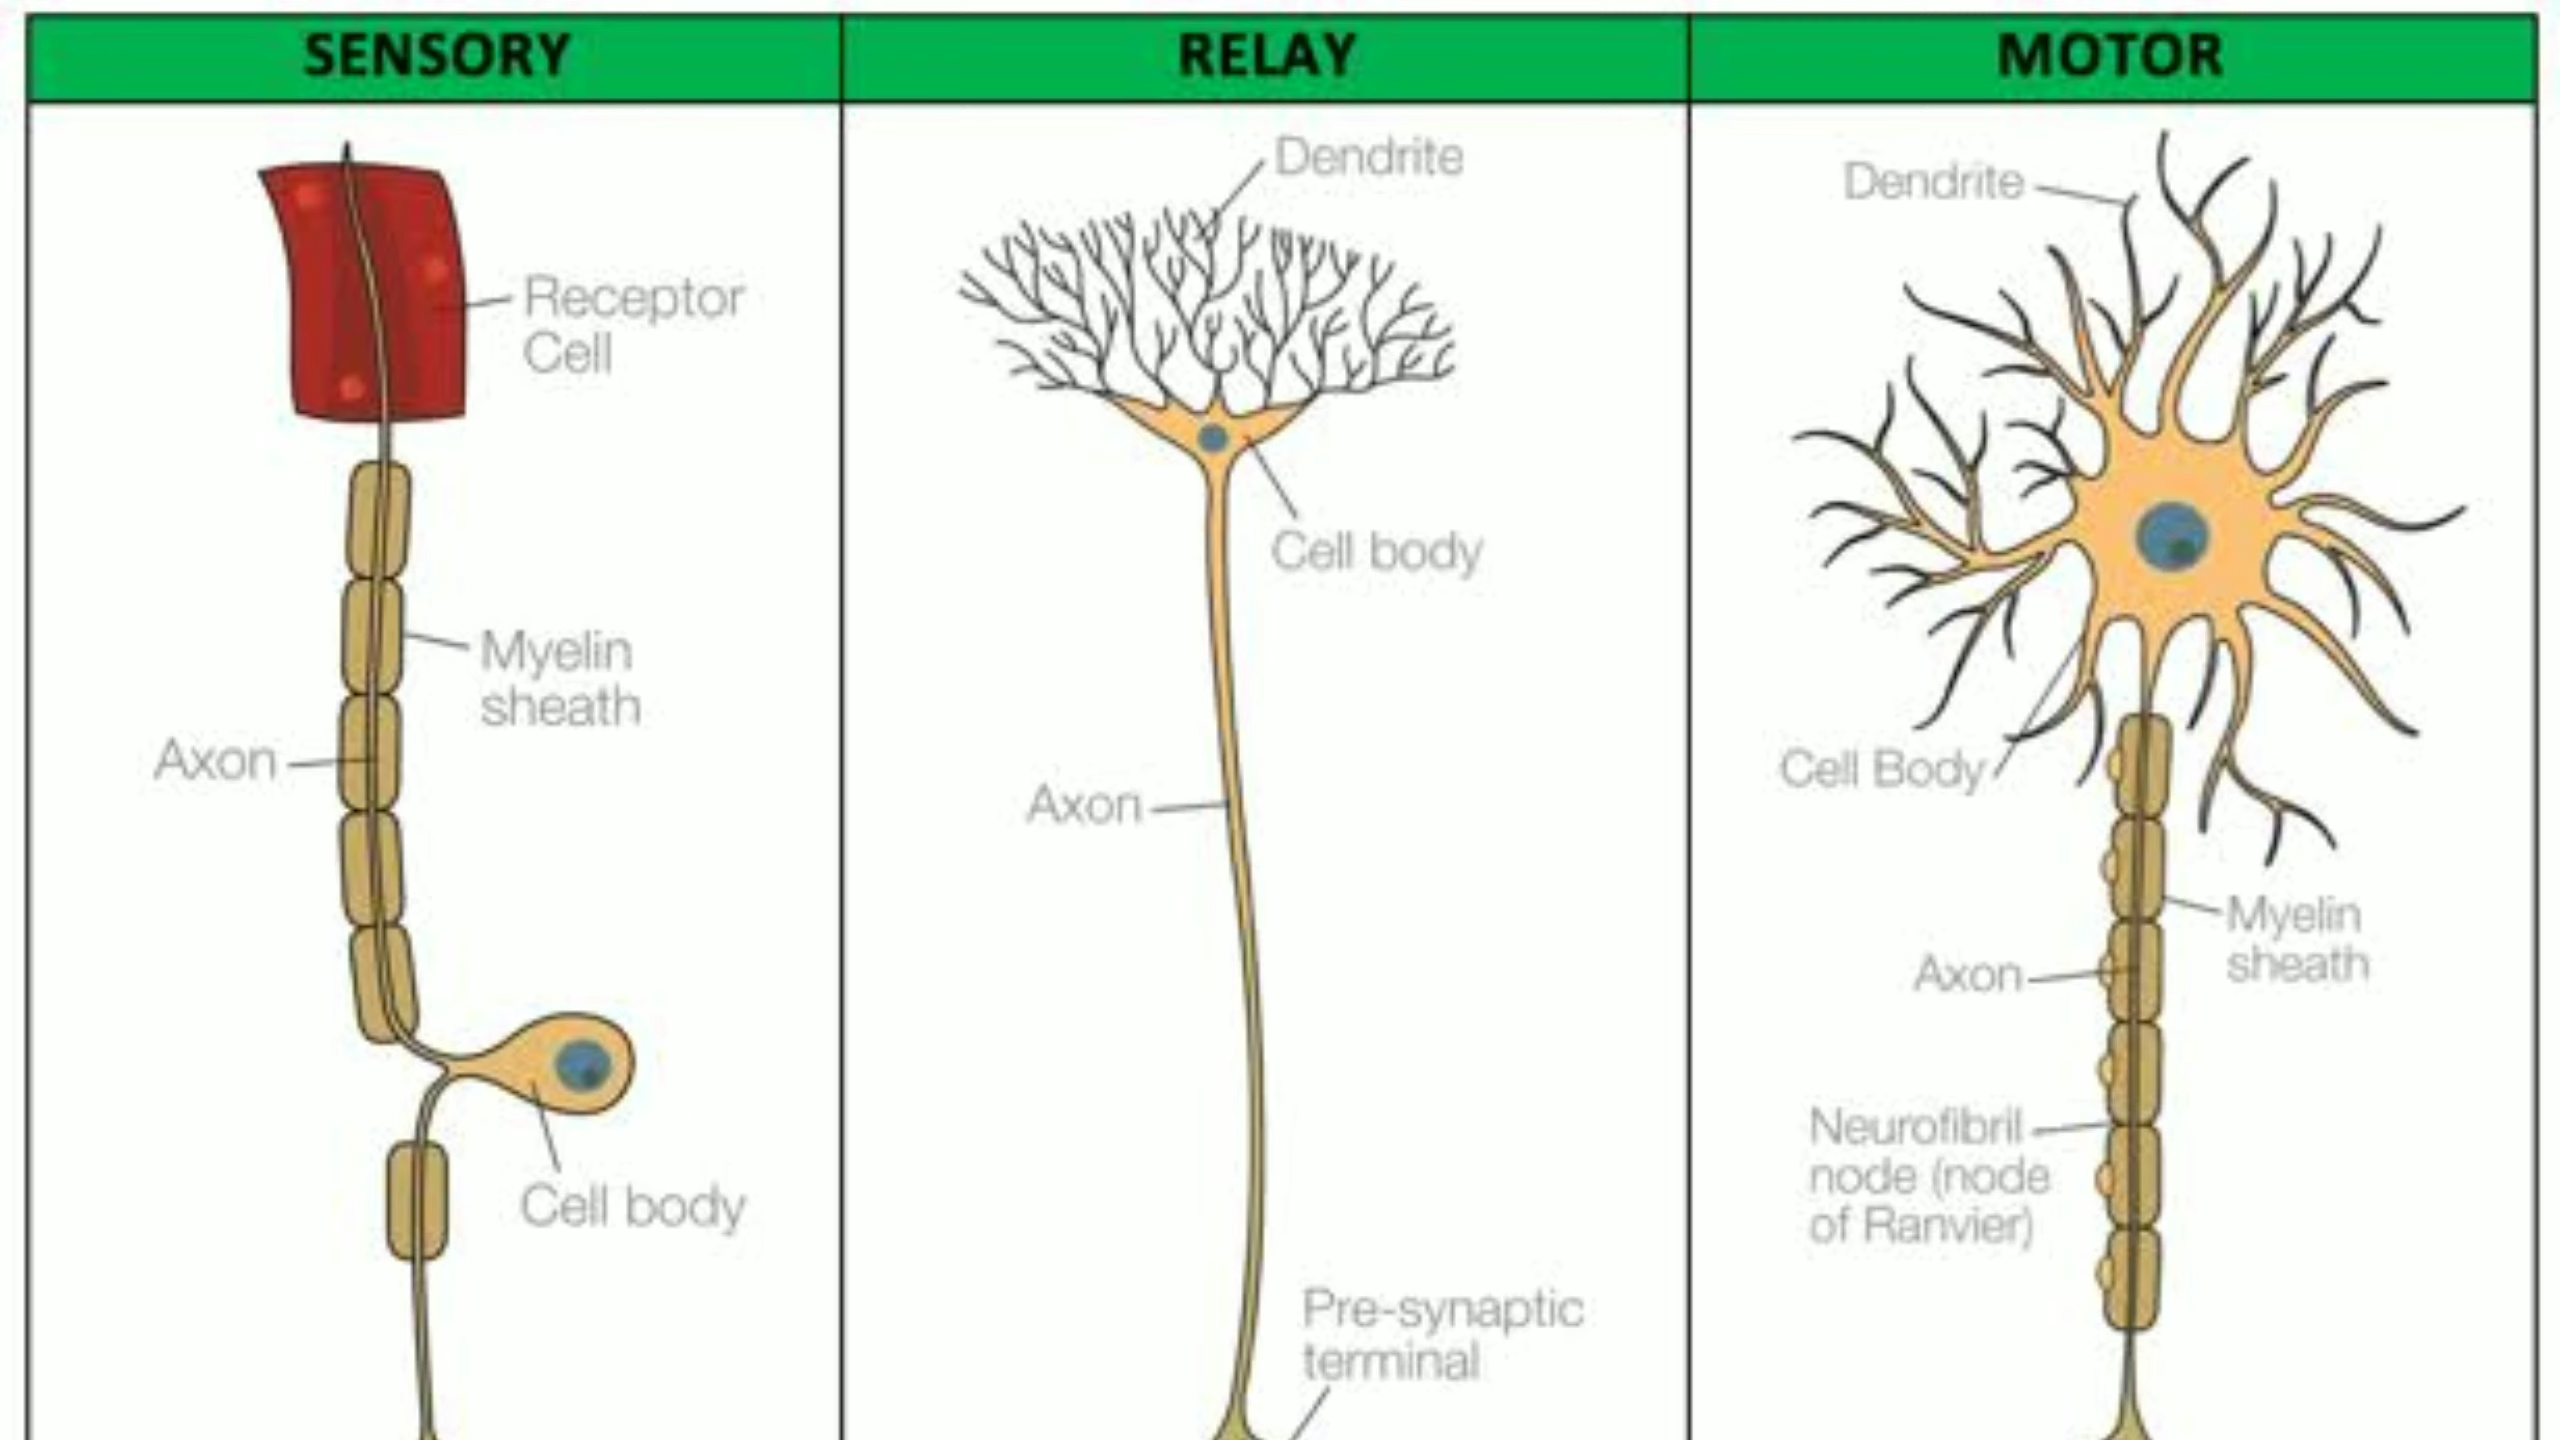 SENSORY
RELAY
MOTOR
Receptor
Cell
Myelin
sheath
Axon
Cell body
Dendrite
Cell body
Axon
Pre-synaptic
terminal
Dendrite
Cell Body
Myelin
sheath
Axon
Neurofibril
node (node
of Ranvier)